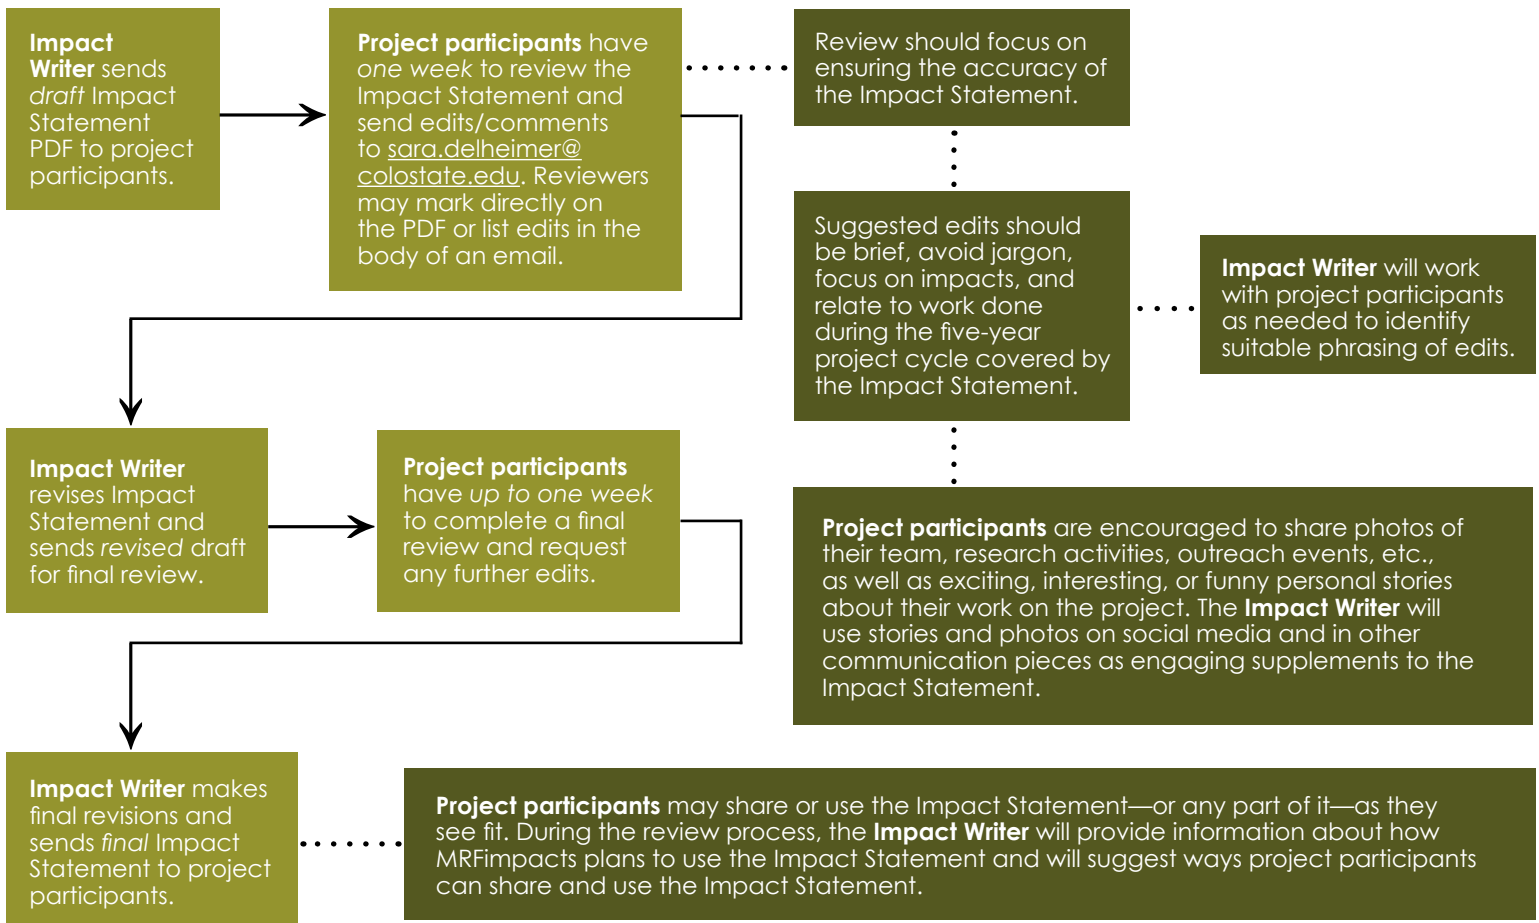 Impact
Writer sends
draft Impact
Statement
PDF to project
participants.
Project participants have
one week to review the
Impact Statement and
send edits/comments
to sara.delheimer@
colostate.edu. Reviewers
may mark directly on
the PDF or list edits in the
body of an email.
Review should focus on
ensuring the accuracy of
the Impact Statement.
Suggested edits should
be brief, avoid jargon,
focus on impacts, and
relate to work done
during the five-year
project cycle covered by
the Impact Statement.
Impact Writer will work
with project participants
as needed to identify
suitable phrasing of edits.
Impact Writer
revises Impact
Statement and
sends revised draft
for final review.
Project participants
have up to one week
to complete a final
review and request
any further edits.
Project participants are encouraged to share photos of
their team, research activities, outreach events, etc.,
as well as exciting, interesting, or funny personal stories
about their work on the project. The Impact Writer will
use stories and photos on social media and in other
communication pieces as engaging supplements to the
Impact Statement.
Impact Writer makes
final revisions and
sends final Impact
Statement to project
participants.
Project participants may share or use the Impact Statement—or any part of it—as they
see fit. During the review process, the Impact Writer will provide information about how
MRFimpacts plans to use the Impact Statement and will suggest ways project participants
can share and use the Impact Statement.